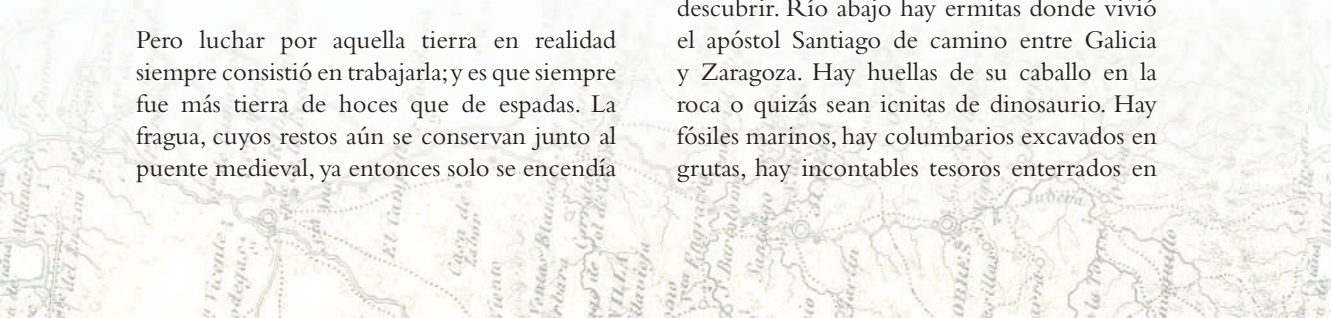 Pero luchar por aquella tierra en realidad
siempre consistió en trabajarla; y es que siempre
fue más tierra de hoces que de espadas. La
fragua, cuyos restos aún se conservan junto al
puente medieval, ya entonces solo se encendía
descubrir. Río abajo hay ermitas donde vivió
el apóstol Santiago de camino entre Galicia
y Zaragoza. Hay huellas de su caballo en la
roca o quizás sean icnitas de dinosaurio. Hay
fósiles marinos, hay columbarios excavados en
grutas, hay incontables tesoros enterrados en